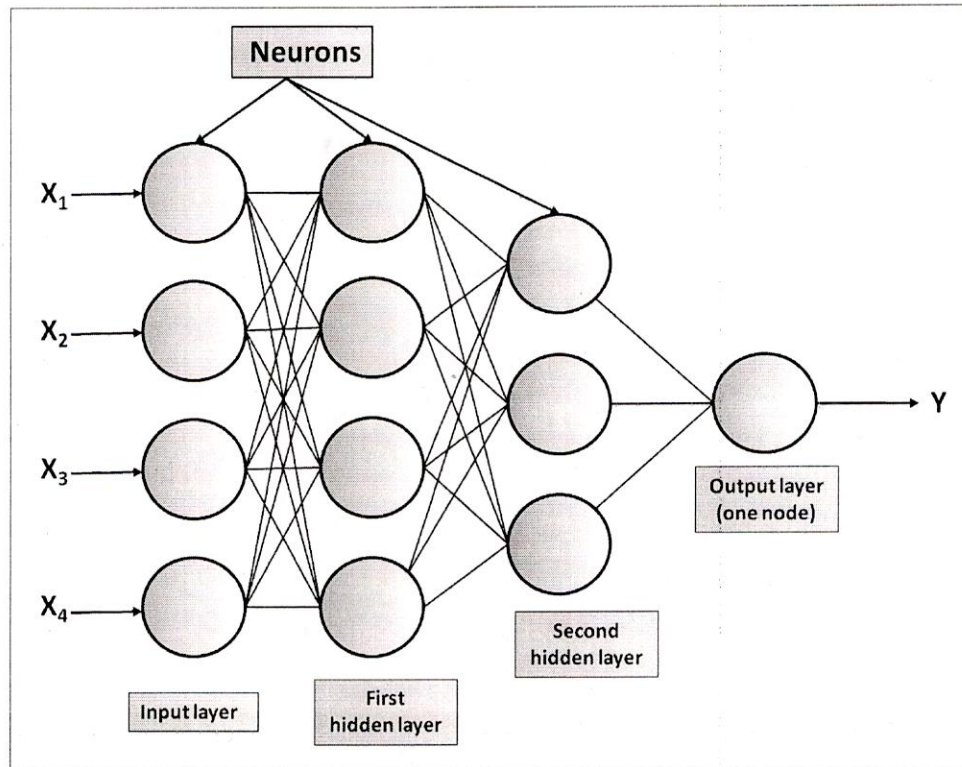 Neurons
X₁
X₂
X₃
X₄
Y
Output layer
(one node)
Second
hidden layer
First
hidden layer
Input layer